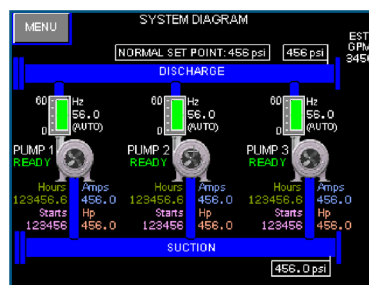 MENU
SYSTEM DIAGRAM
EST
GPM
3456
NORMAL SET POINT: 456 psi
456 psi
DISCHARGE
60 Hz
56.0
0 (AUTO)
60 Hz
56.0
0 (AUTO)
60 Hz
56.0
0 (AUTO)
PUMP 1
READY
PUMP 2
READY
PUMP 3
READY
Hours Amps
123456.6 456.0
Starts Hp
123456 456.0
Hours Amps
123456.6 456.0
Starts Hp
123456 456.0
Hours Amps
123456.6 456.0
Starts Hp
123456 456.0
SUCTION
456.0 psi